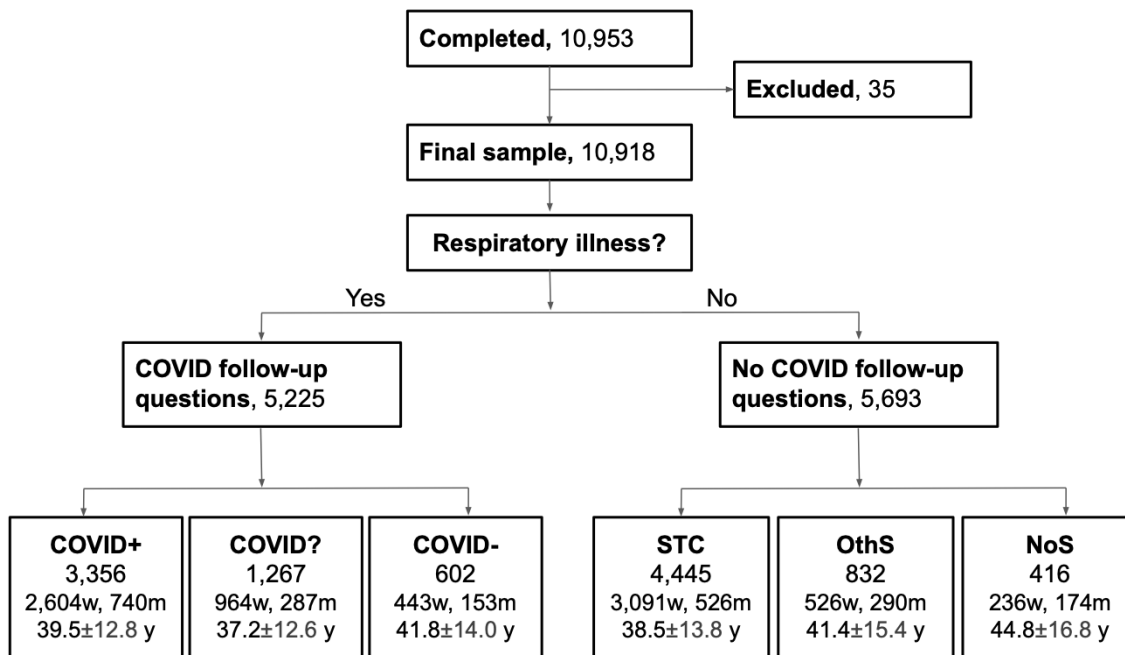 Completed, 10,953
Excluded, 35
Final sample, 10,918
Respiratory illness?
Yes
No
COVID follow-up
questions, 5,225
No COVID follow-up
questions, 5,693
COVID+
3,356
2,604w, 740m
39.5±12.8 y
COVID?
1,267
964w, 287m
37.2±12.6 y
COVID-
602
443w, 153m
41.8±14.0 y
STC
4,445
3,091w, 526m
38.5±13.8 y
OthS
832
526w, 290m
41.4±15.4 y
NoS
416
236w, 174m
44.8±16.8 y